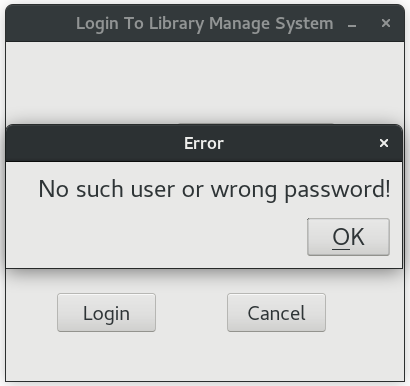 Login To Library Manage System
Error
No such user or wrong password!
OK
Login Cancel